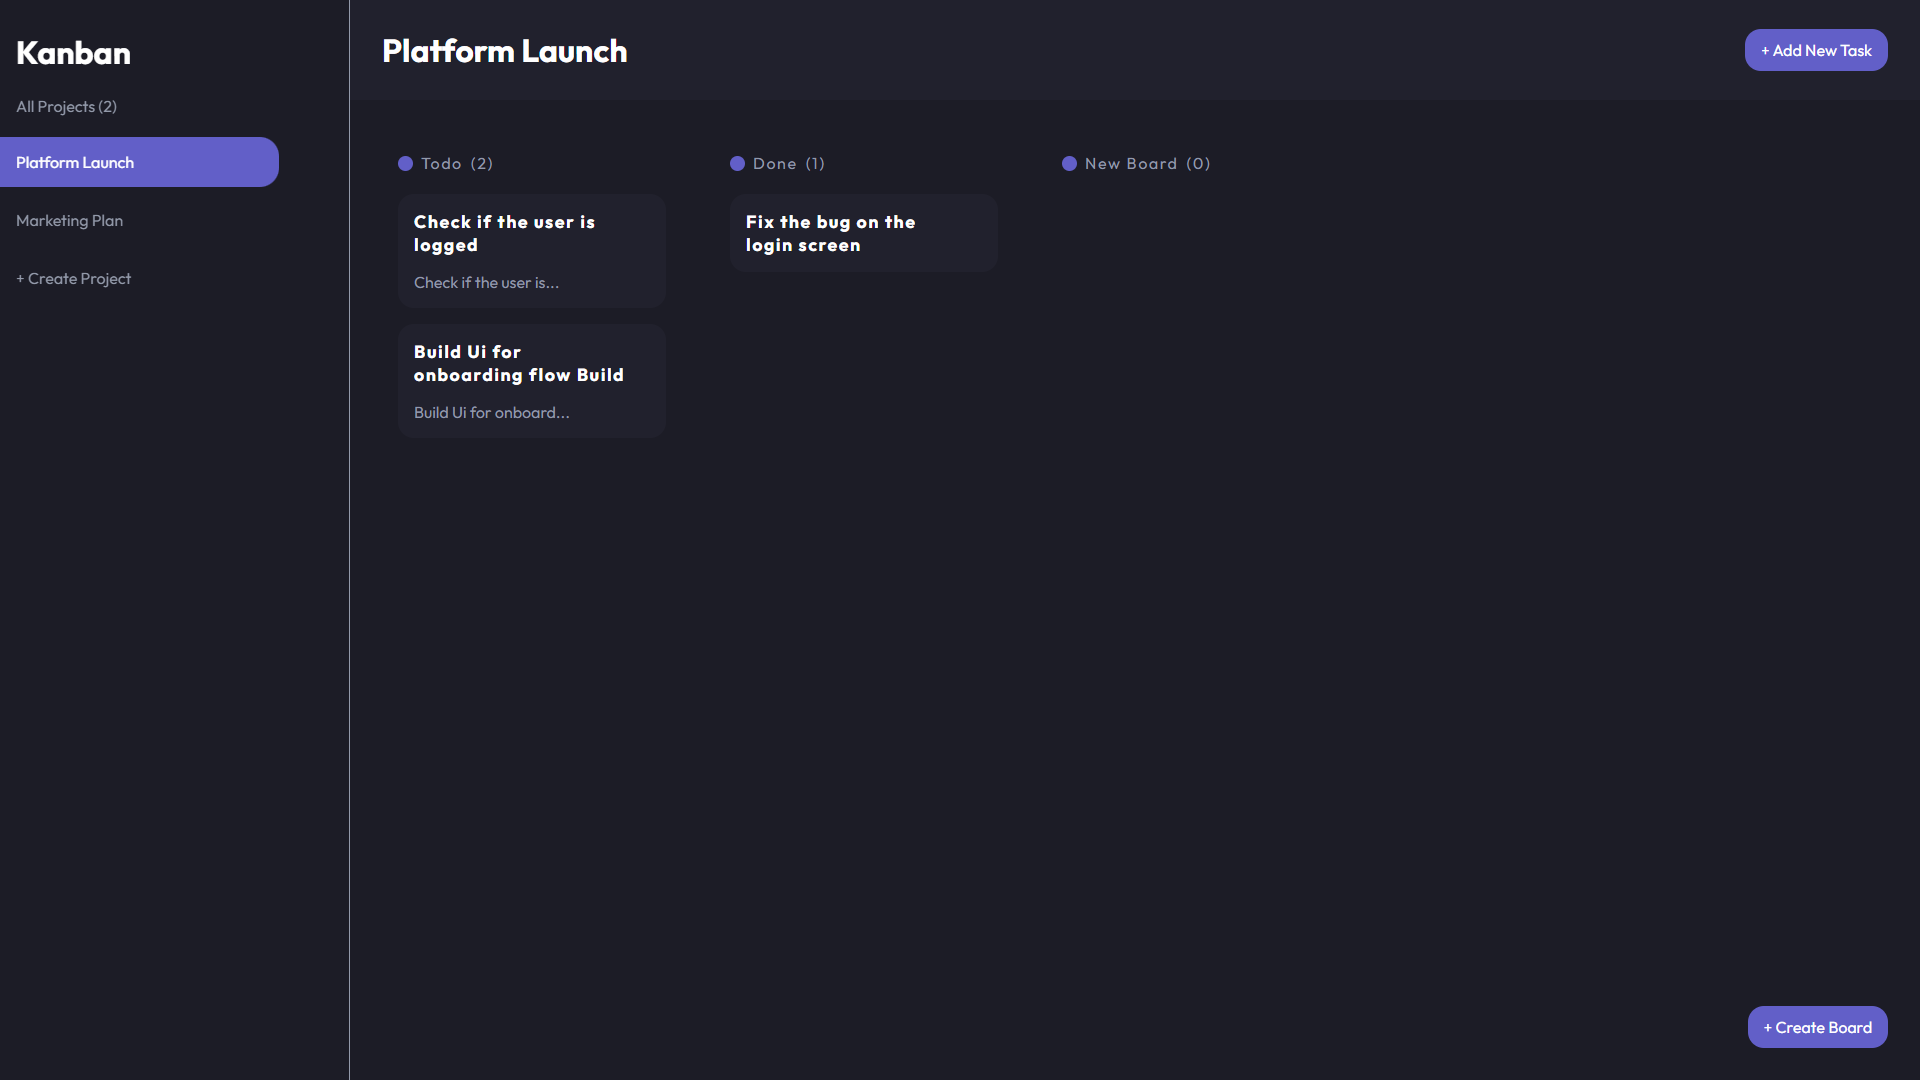 Kanban
All Projects (2)
Platform Launch
Marketing Plan
+ Create Project
Platform Launch
+ Add New Task
Todo (2)
Check if the user is
logged
Check if the user is...
Build Ui for
onboarding flow Build
Build Ui for onboard...
Done (1)
Fix the bug on the
login screen
New Board (0)
+ Create Board